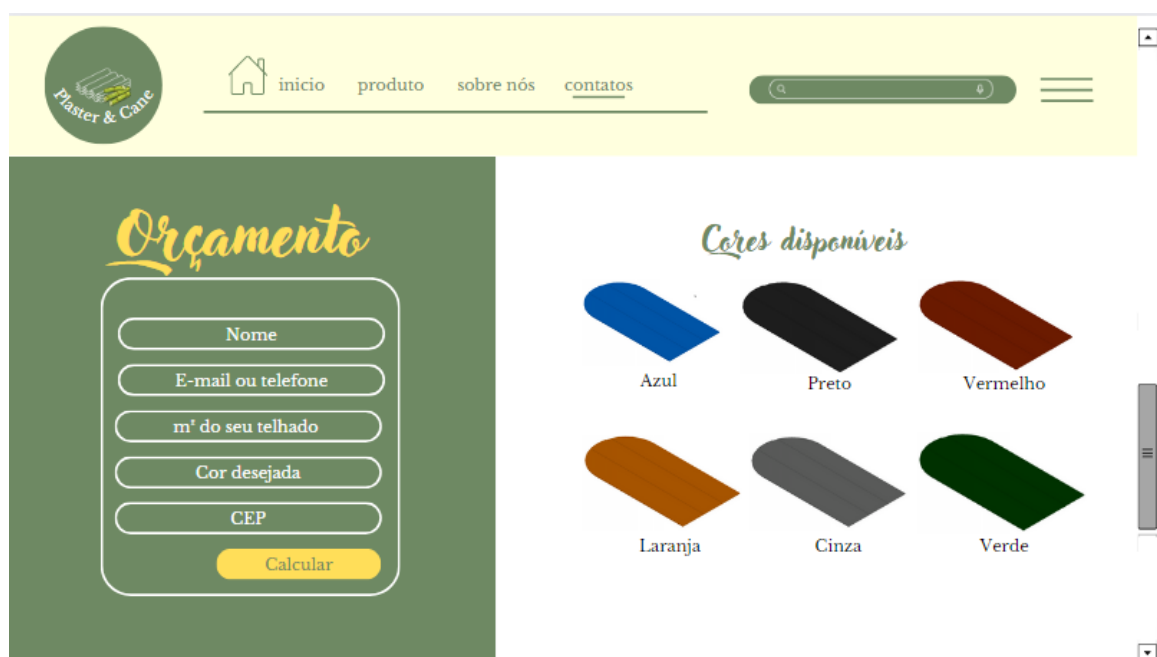 Plaster & Cane
inicio produto sobre nós contatos
Orçamento
Nome
E-mail ou telefone
m² do seu telhado
Cor desejada
CEP
Calcular
Cores disponíveis
Azul Preto Vermelho
Laranja Cinza Verde